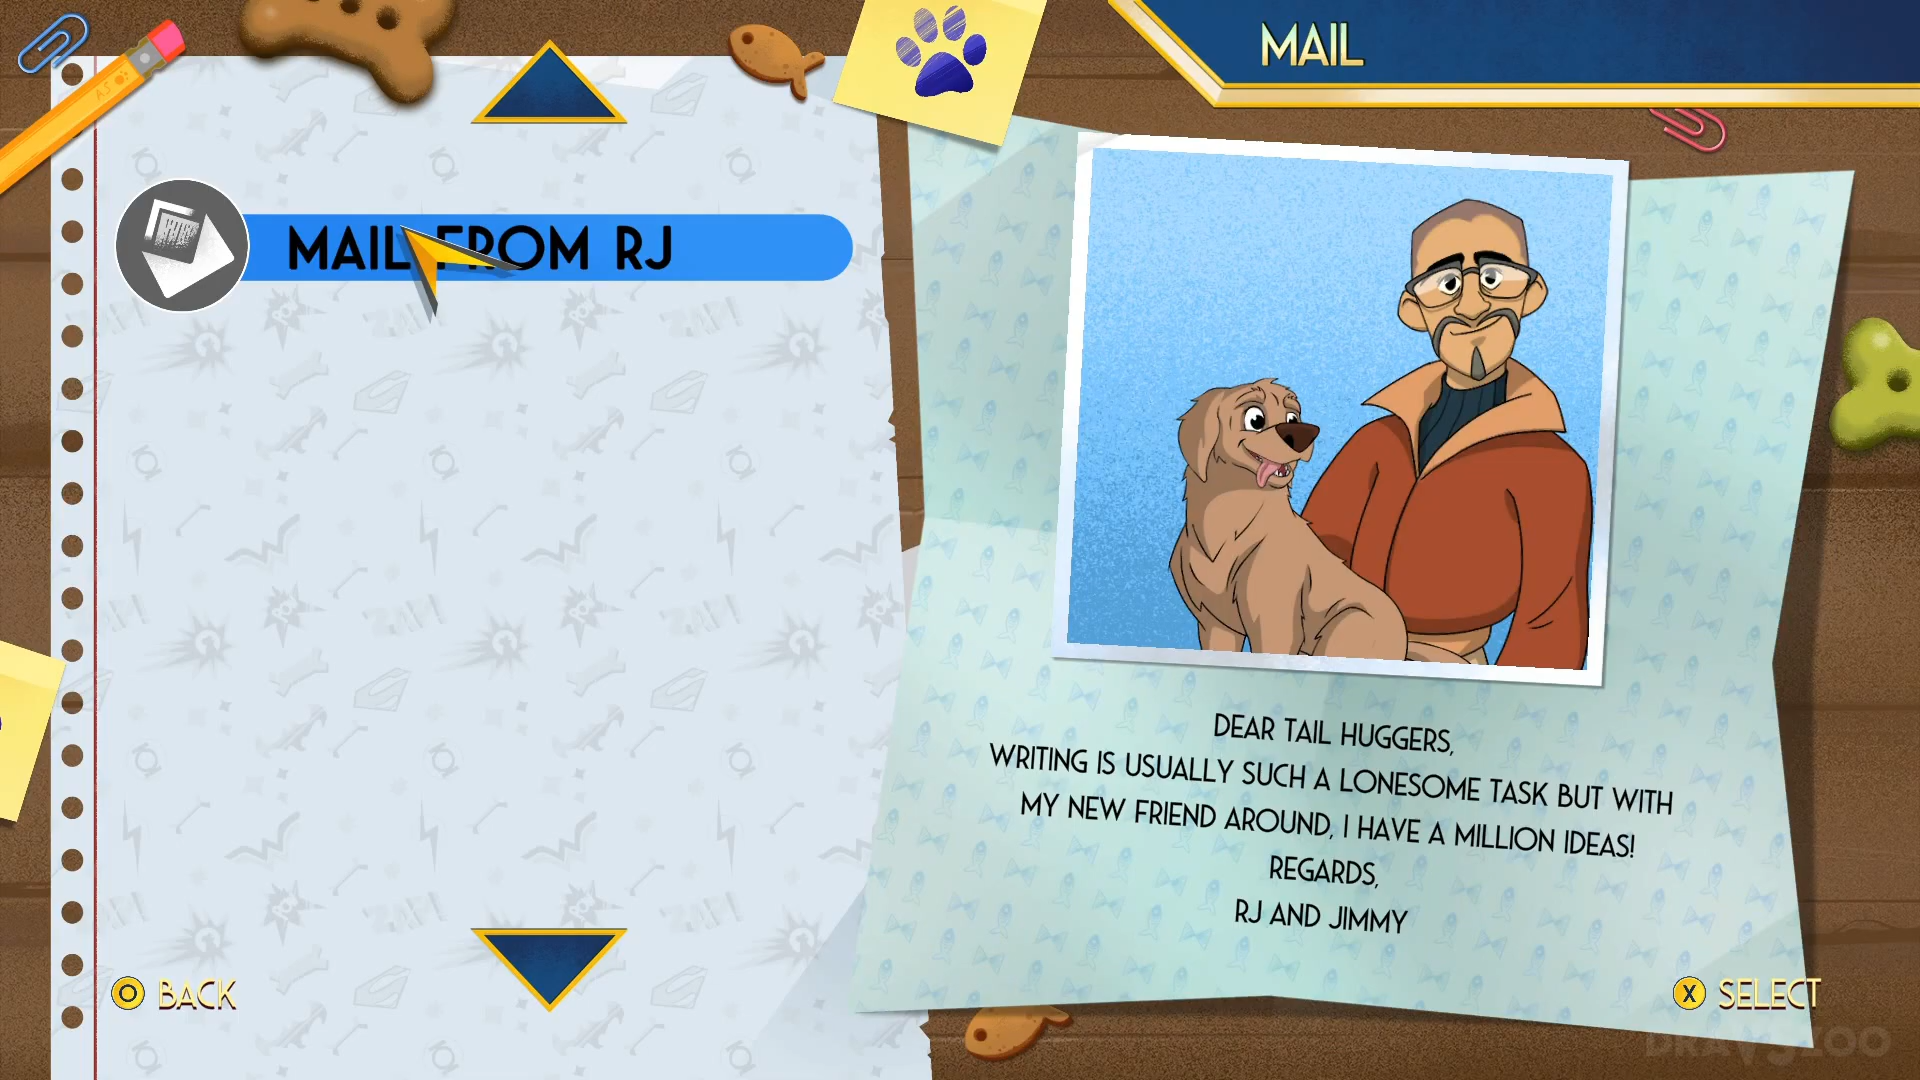 MAIL
MAIL FROM RJ
DEAR TAIL HUGGERS,
WRITING IS USUALLY SUCH A LONESOME TASK BUT WITH
MY NEW FRIEND AROUND, I HAVE A MILLION IDEAS!
REGARDS,
RJ AND JIMMY
BACK
X SELECT